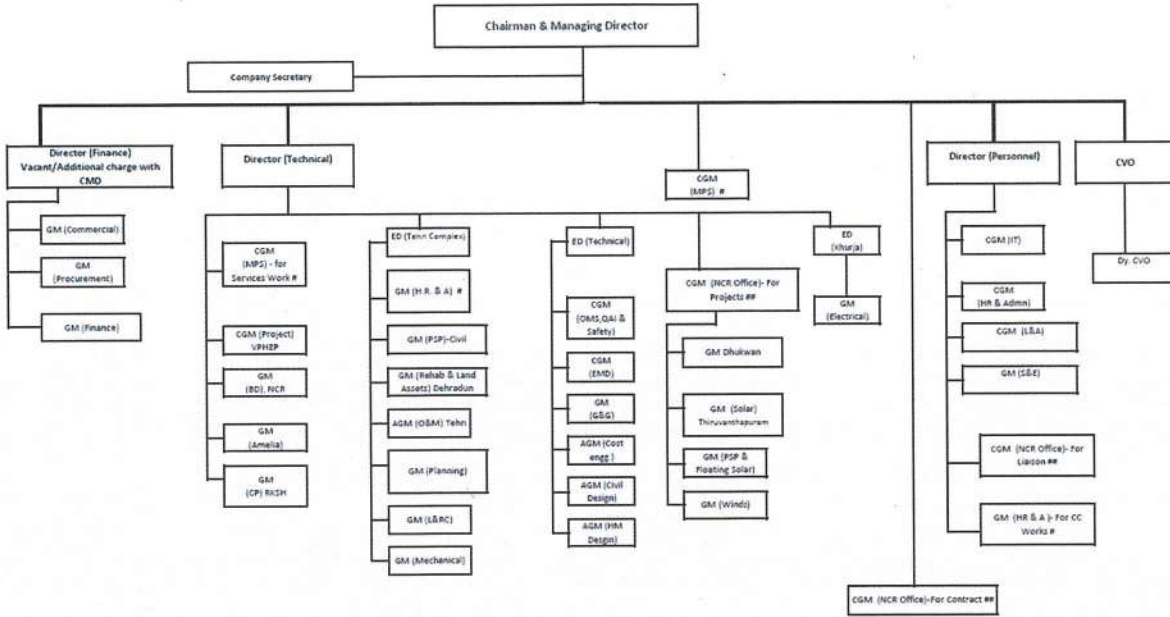 Chairman & Managing Director
Company Secretary
Director (Finance)
Vacant/Additional charge with
CMD
Director (Technical)
CGM
(MPS) #
Director (Personnel)
CVO
GM (Commercial)
GM
(Procurement)
GM (Finance)
CGM
(MPS) - for
Services Work #
CGM (Project)
VPHEP
GM
(BD), NCR
GM
(Amelia)
GM
(CP) RKSH
ED (Tehri Complex)
GM (H.R. & A) #
GM (PSP)-Civil
GM (Rehab & Land
Assets) Dehradun
AGM (O&M) Tehri
GM (Planning)
GM (L&RC)
GM (Mechanical)
ED (Technical)
CGM
(OMS,QAI &
Safety)
CGM
(EMD)
GM
(G&G)
AGM (Cost
engg.)
AGM (Civil
Design)
AGM (HM
Desgin)
CGM (NCR Office)- For
Projects ##
GM Dhukwan
GM (Solar)
Thiruvanthapuram
GM (PSP &
Floating Solar)
GM (Winds)
ED
(Khurja)
GM
(Electrical)
CGM (IT)
CGM
(HR & Admn)
CGM (L&A)
GM (S&E)
CGM (NCR Office)- For
Liaison ##
GM (HR & A )- For CC
Works #
Dy. CVO
CGM (NCR Office)-For Contract ##